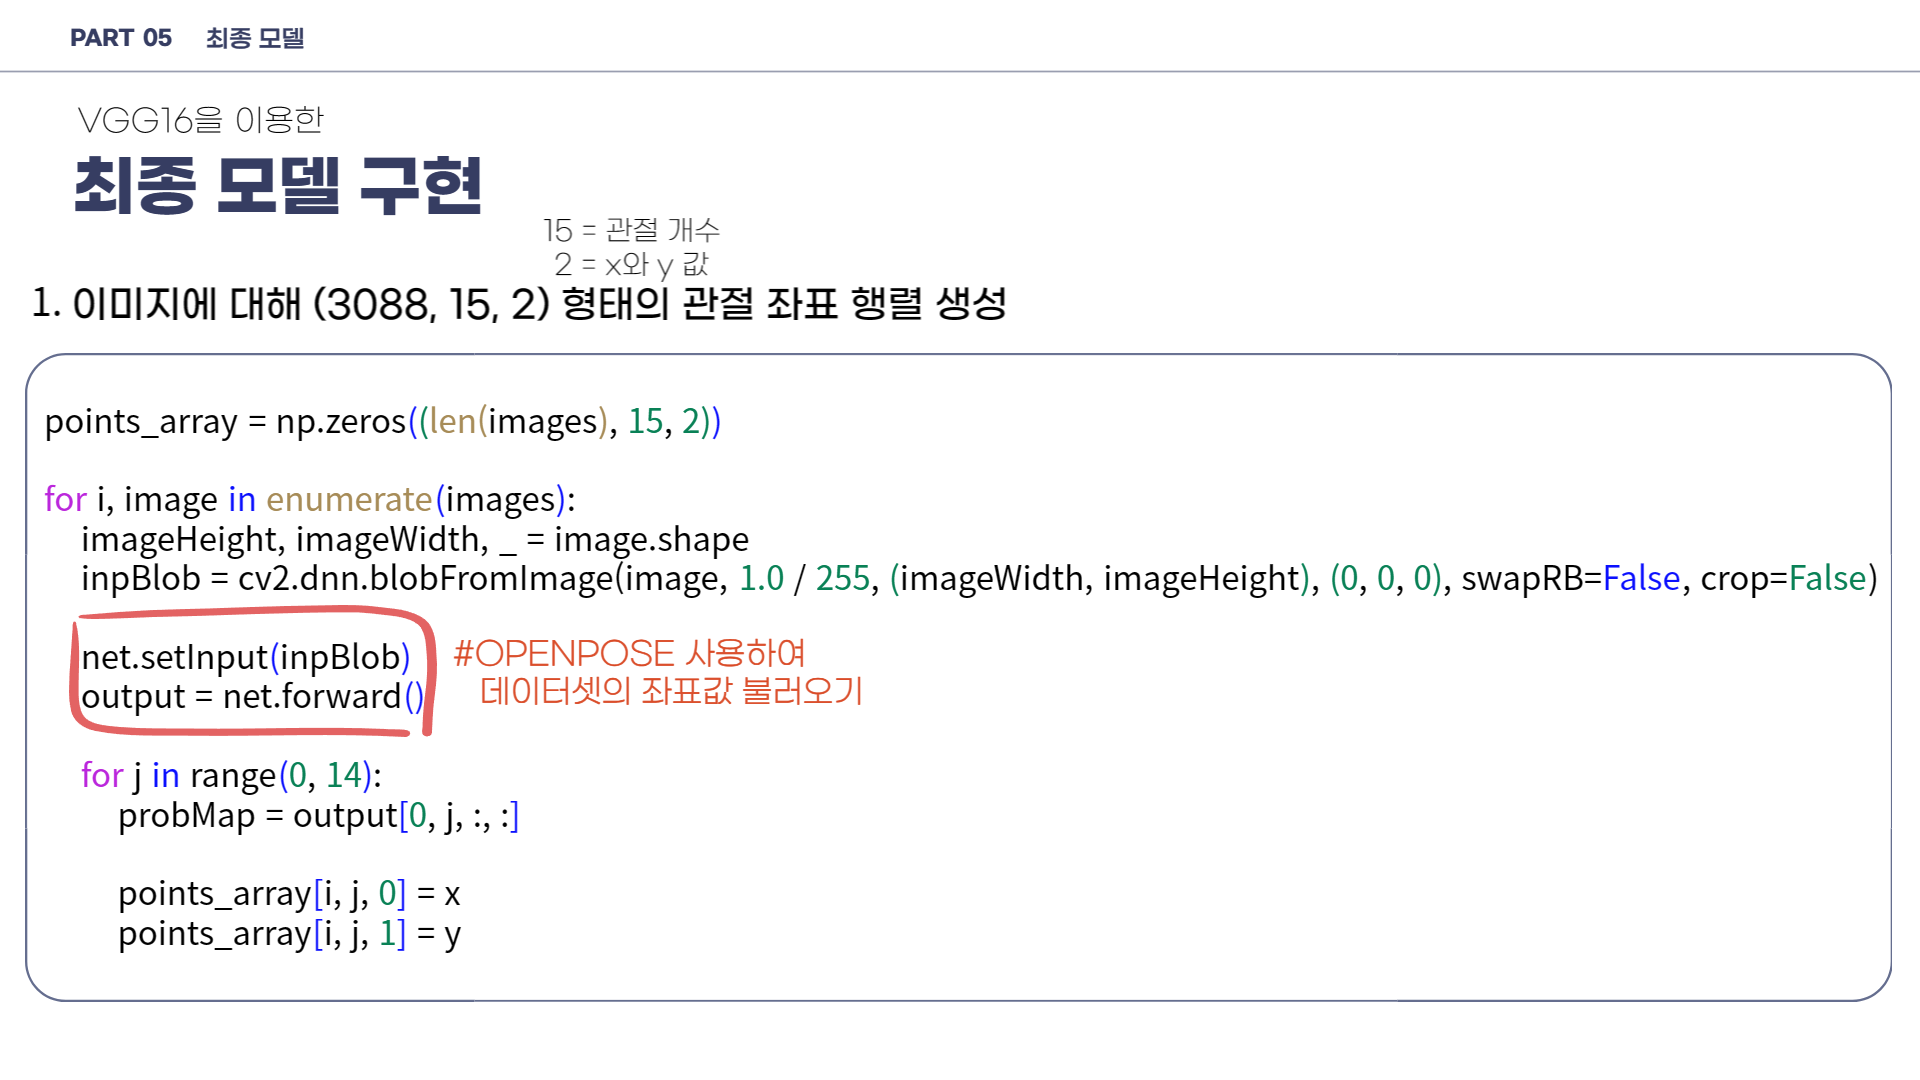 PART 05 최종 모델
VGG16을 이용한
최종 모델 구현
15 = 관절 개수
2 = x와 y 값
1. 이미지에 대해 (3088, 15, 2) 형태의 관절 좌표 행렬 생성
points_array = np.zeros((len(images), 15, 2))
for i, image in enumerate(images):
imageHeight, imageWidth, _ = image.shape
inpBlob = cv2.dnn.blobFromImage(image, 1.0 / 255, (imageWidth, imageHeight), (0, 0, 0), swapRB=False, crop=False)
net.setInput(inpBlob)
output = net.forward()
#OPENPOSE 사용하여
데이터셋의 좌표값 불러오기
for j in range(0, 14):
probMap = output[0, j, :, :]
points_array[i, j, 0] = x
points_array[i, j, 1] = y